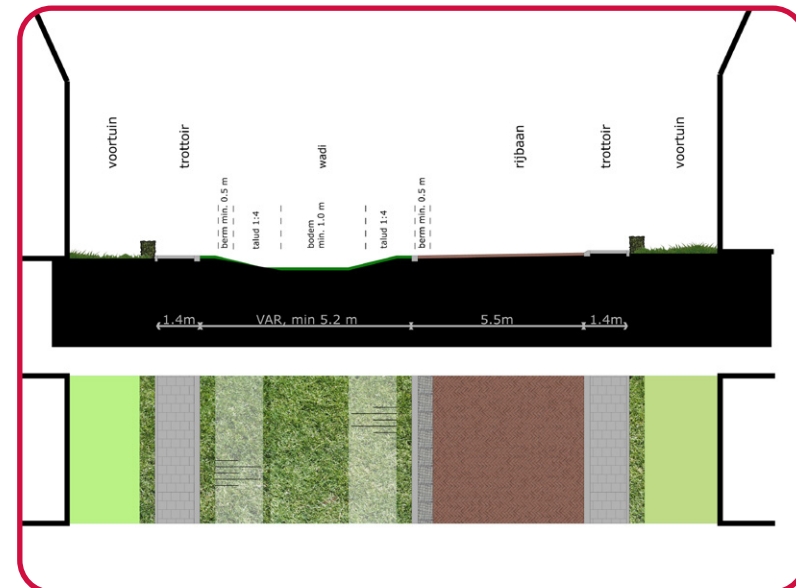 voortuin
trottoir
wadi
rijbaan
trottoir
voortuin
berm min. 0.5 m
talud 1:4
bodem
min. 1.0 m
talud 1:4
berm min. 0.5 m
1.4m
VAR, min 5.2 m
5.5m
1.4m